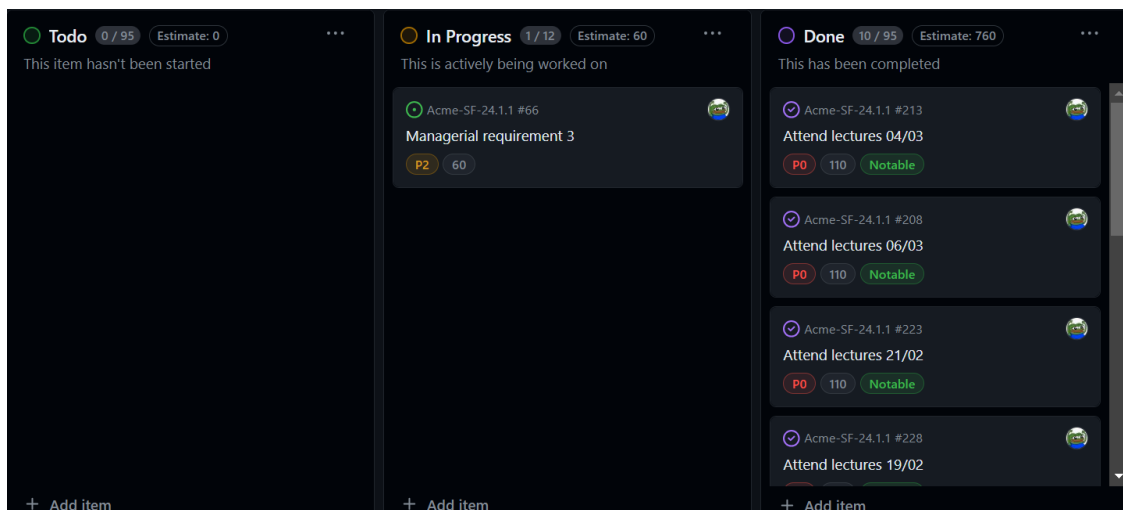 Todo 0 / 95 Estimate: 0
This item hasn't been started
+ Add item
In Progress 1 / 12 Estimate: 60
This is actively being worked on
Acme-SF-24.1.1 #66
Managerial requirement 3
P2 60
+ Add item
Done 10 / 95 Estimate: 760
This has been completed
Acme-SF-24.1.1 #213
Attend lectures 04/03
P0 110 Notable
Acme-SF-24.1.1 #208
Attend lectures 06/03
P0 110 Notable
Acme-SF-24.1.1 #223
Attend lectures 21/02
P0 110 Notable
Acme-SF-24.1.1 #228
Attend lectures 19/02
+ Add item